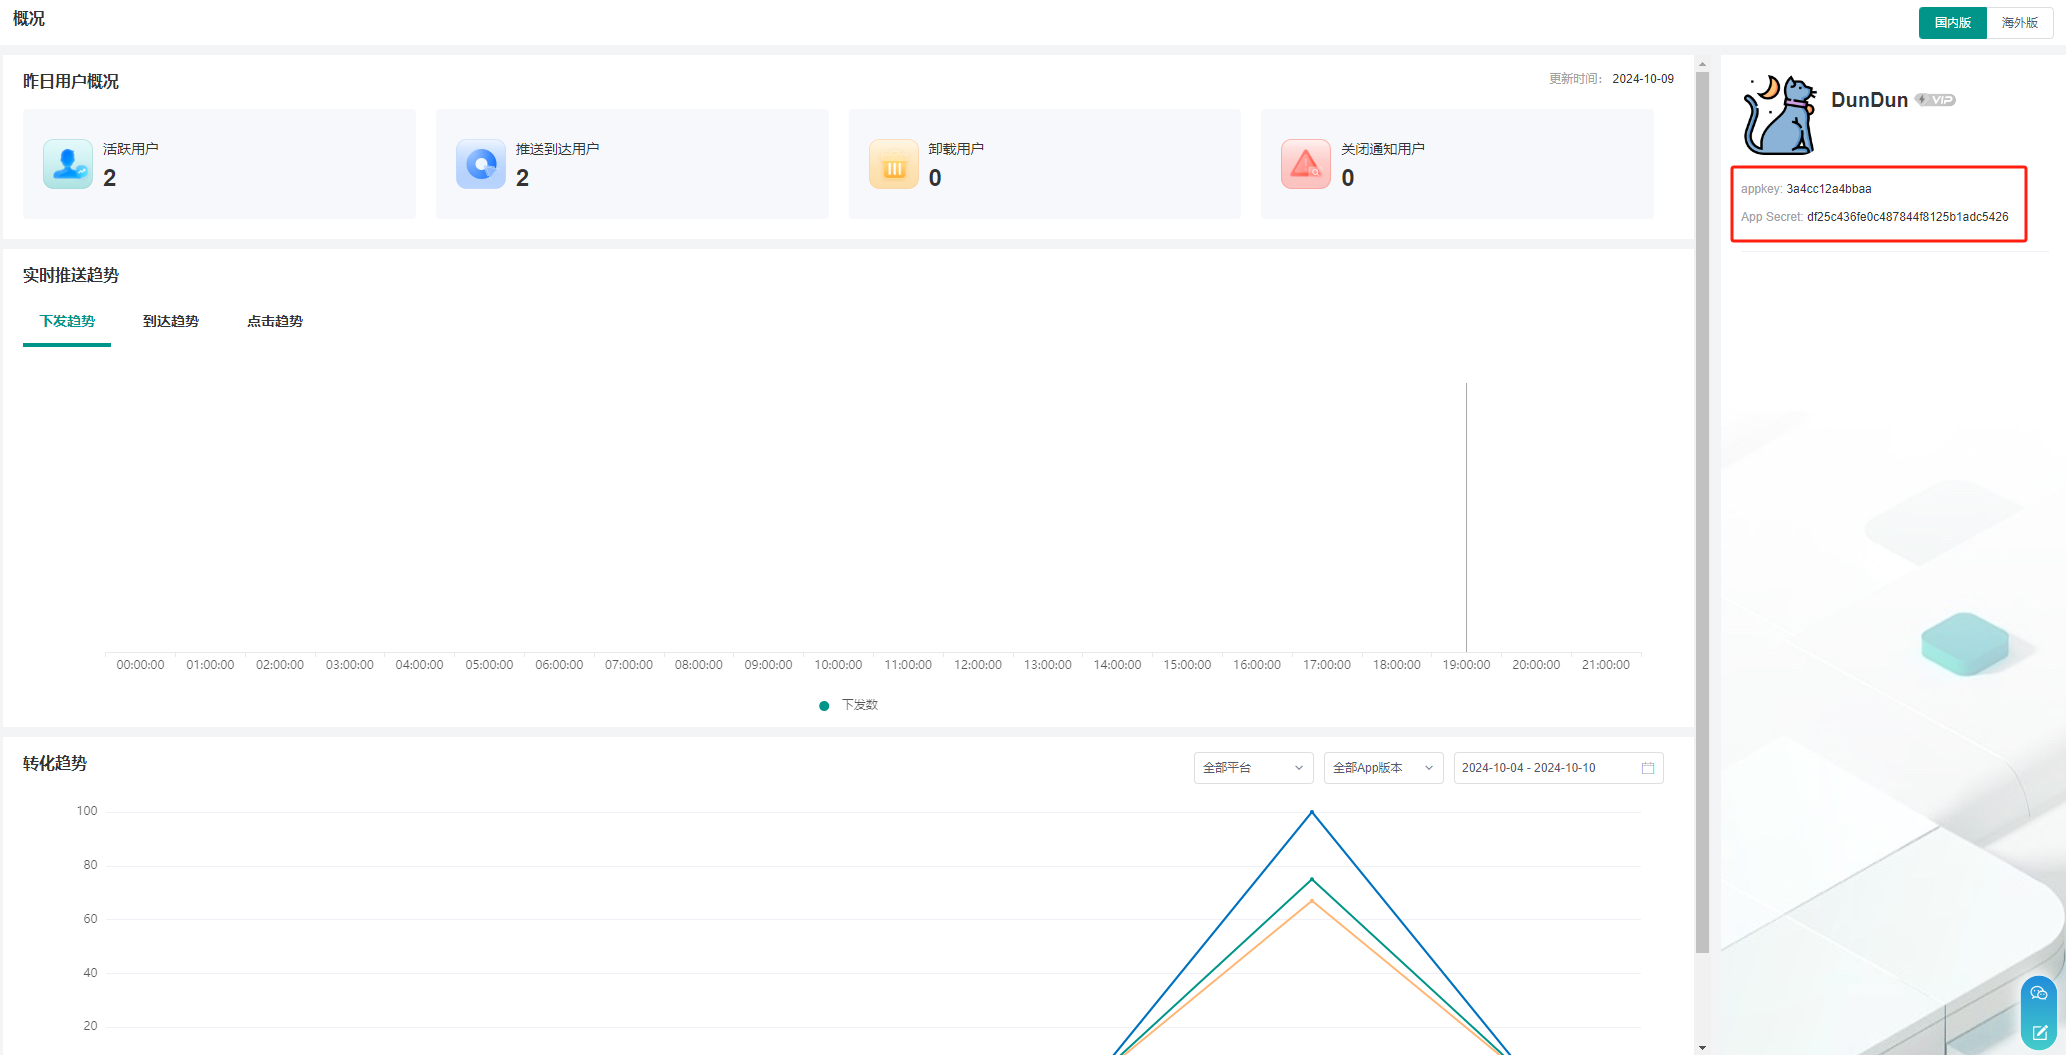 概况
国内版 海外版
昨日用户概况
更新时间： 2024-10-09
活跃用户
2
推送到达用户
2
卸载用户
0
关闭通知用户
0
DunDun VIP
appkey: 3a4cc12a4bbaa
App Secret: df25c436fe0c487844f8125b1adc5426
实时推送趋势
下发趋势 到达趋势 点击趋势
00:00:00 01:00:00 02:00:00 03:00:00 04:00:00 05:00:00 06:00:00 07:00:00 08:00:00 09:00:00 10:00:00 11:00:00 12:00:00 13:00:00 14:00:00 15:00:00 16:00:00 17:00:00 18:00:00 19:00:00 20:00:00 21:00:00
下发数
转化趋势
全部平台 全部App版本 2024-10-04 - 2024-10-10
100
80
60
40
20